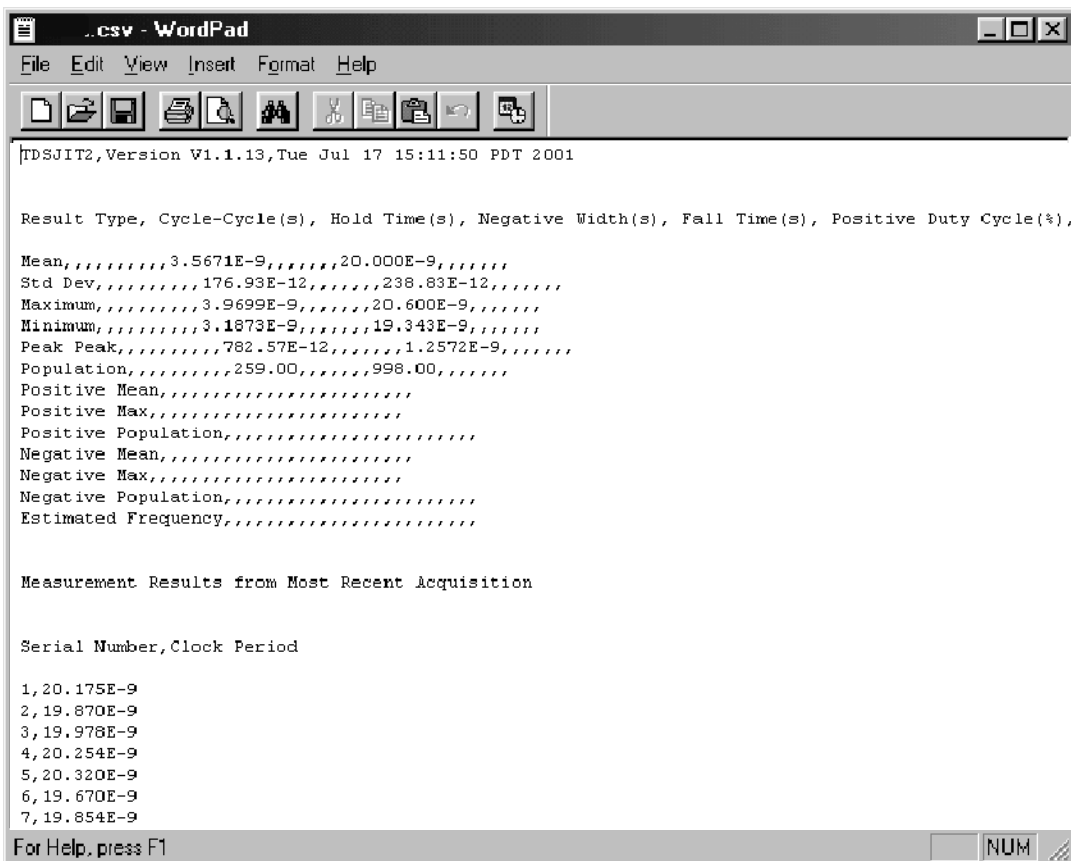 ..csv - WordPad
File Edit View Insert Format Help
TDSJIT2,Version V1.1.13,Tue Jul 17 15:11:50 PDT 2001
Result Type, Cycle-Cycle(s), Hold Time(s), Negative Width(s), Fall Time(s), Positive Duty Cycle(%),
Mean,,,,,,,,,,3.5671E-9,,,,,,,20.000E-9,,,,,,,
Std Dev,,,,,,,,,,176.93E-12,,,,,,,238.83E-12,,,,,,,
Maximum,,,,,,,,,,3.9699E-9,,,,,,,20.600E-9,,,,,,,
Minimum,,,,,,,,,,3.1873E-9,,,,,,,19.343E-9,,,,,,,
Peak Peak,,,,,,,,,,782.57E-12,,,,,,,1.2572E-9,,,,,,,
Population,,,,,,,,,,259.00,,,,,,,998.00,,,,,,,
Positive Mean,,,,,,,,,,,,,,,,,,,,,,,,
Positive Max,,,,,,,,,,,,,,,,,,,,,,,,
Positive Population,,,,,,,,,,,,,,,,,,,,,,,,
Negative Mean,,,,,,,,,,,,,,,,,,,,,,,,
Negative Max,,,,,,,,,,,,,,,,,,,,,,,,
Negative Population,,,,,,,,,,,,,,,,,,,,,,,,
Estimated Frequency,,,,,,,,,,,,,,,,,,,,,,,,
Measurement Results from Most Recent Acquisition
Serial Number,Clock Period
1,20.175E-9
2,19.870E-9
3,19.978E-9
4,20.254E-9
5,20.320E-9
6,19.670E-9
7,19.854E-9
For Help, press F1
NUM